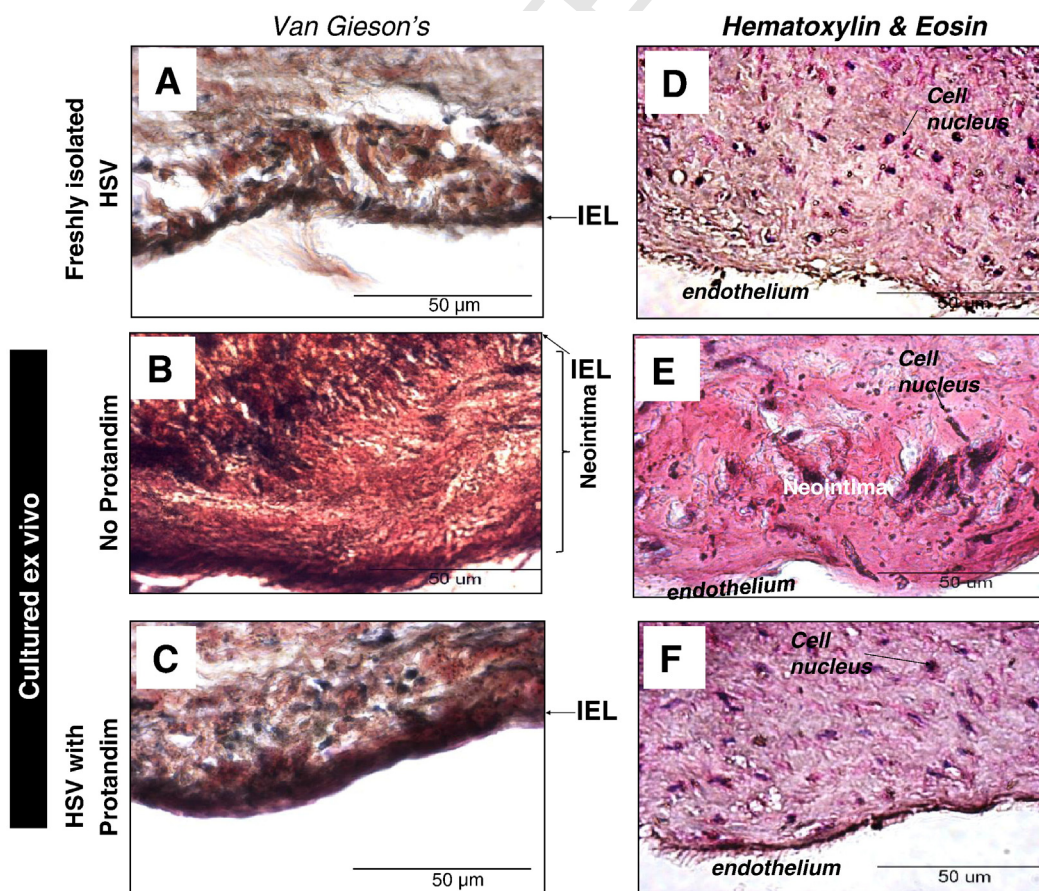 Van Gieson's
Hematoxylin & Eosin
Freshly isolated
HSV
A
IEL
50 µm
D
Cell
nucleus
endothelium
50 µm
Cultured ex vivo
No Protandim
B
IEL
Neointima
50 um
E
Cell
nucleus
Neointima
endothelium
50 um
HSV with
Protandim
C
IEL
50 µm
F
Cell
nucleus
endothelium
50 um